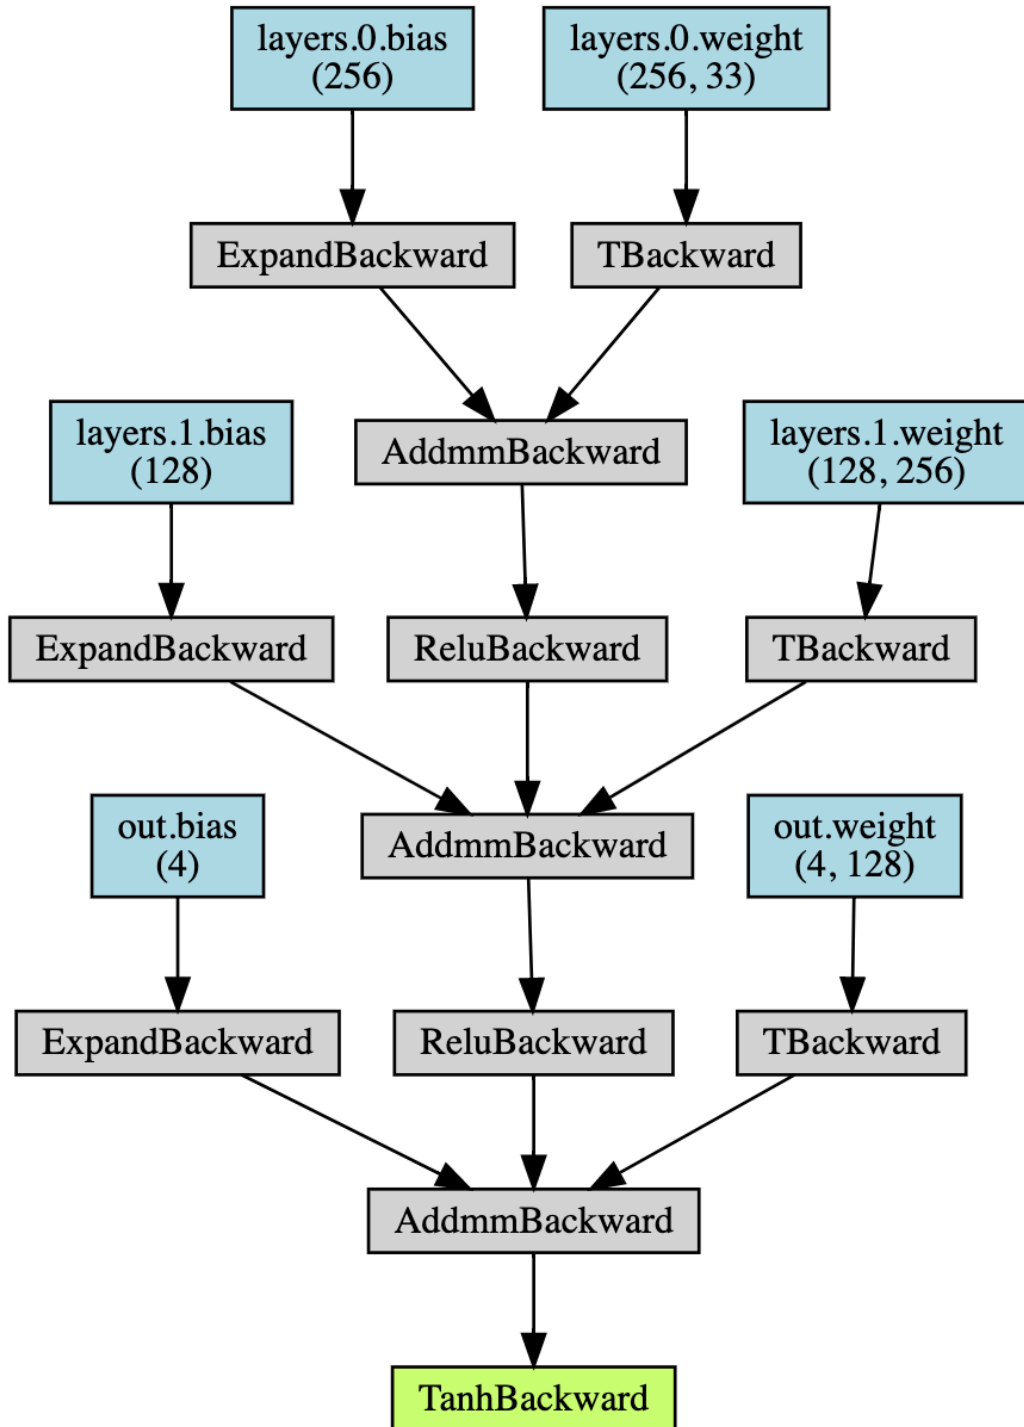 layers.0.bias
(256)
layers.0.weight
(256, 33)
ExpandBackward
TBackward
AddmmBackward
layers.1.bias
(128)
layers.1.weight
(128, 256)
ExpandBackward
ReluBackward
TBackward
AddmmBackward
out.bias
(4)
out.weight
(4, 128)
ExpandBackward
ReluBackward
TBackward
AddmmBackward
TanhBackward